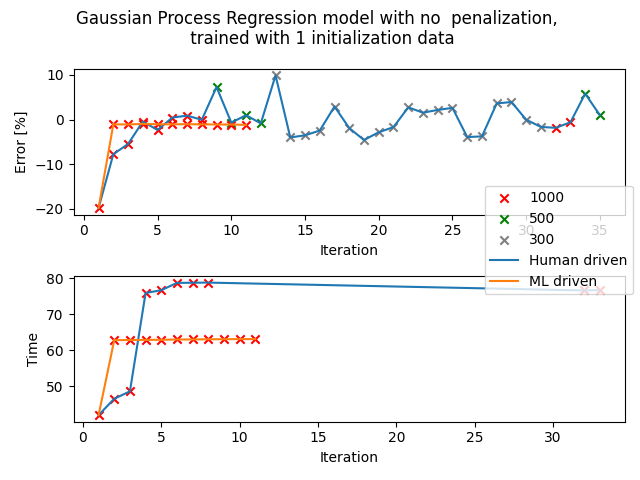 Gaussian Process Regression model with no  penalization,
trained with 1 initialization data
10
0
−10
−20
Error [%]
0 5 10 15 20 25 30 35
Iteration
1000
500
300
Human driven
ML driven
80
70
60
50
Time
0 5 10 15 20 25 30
Iteration